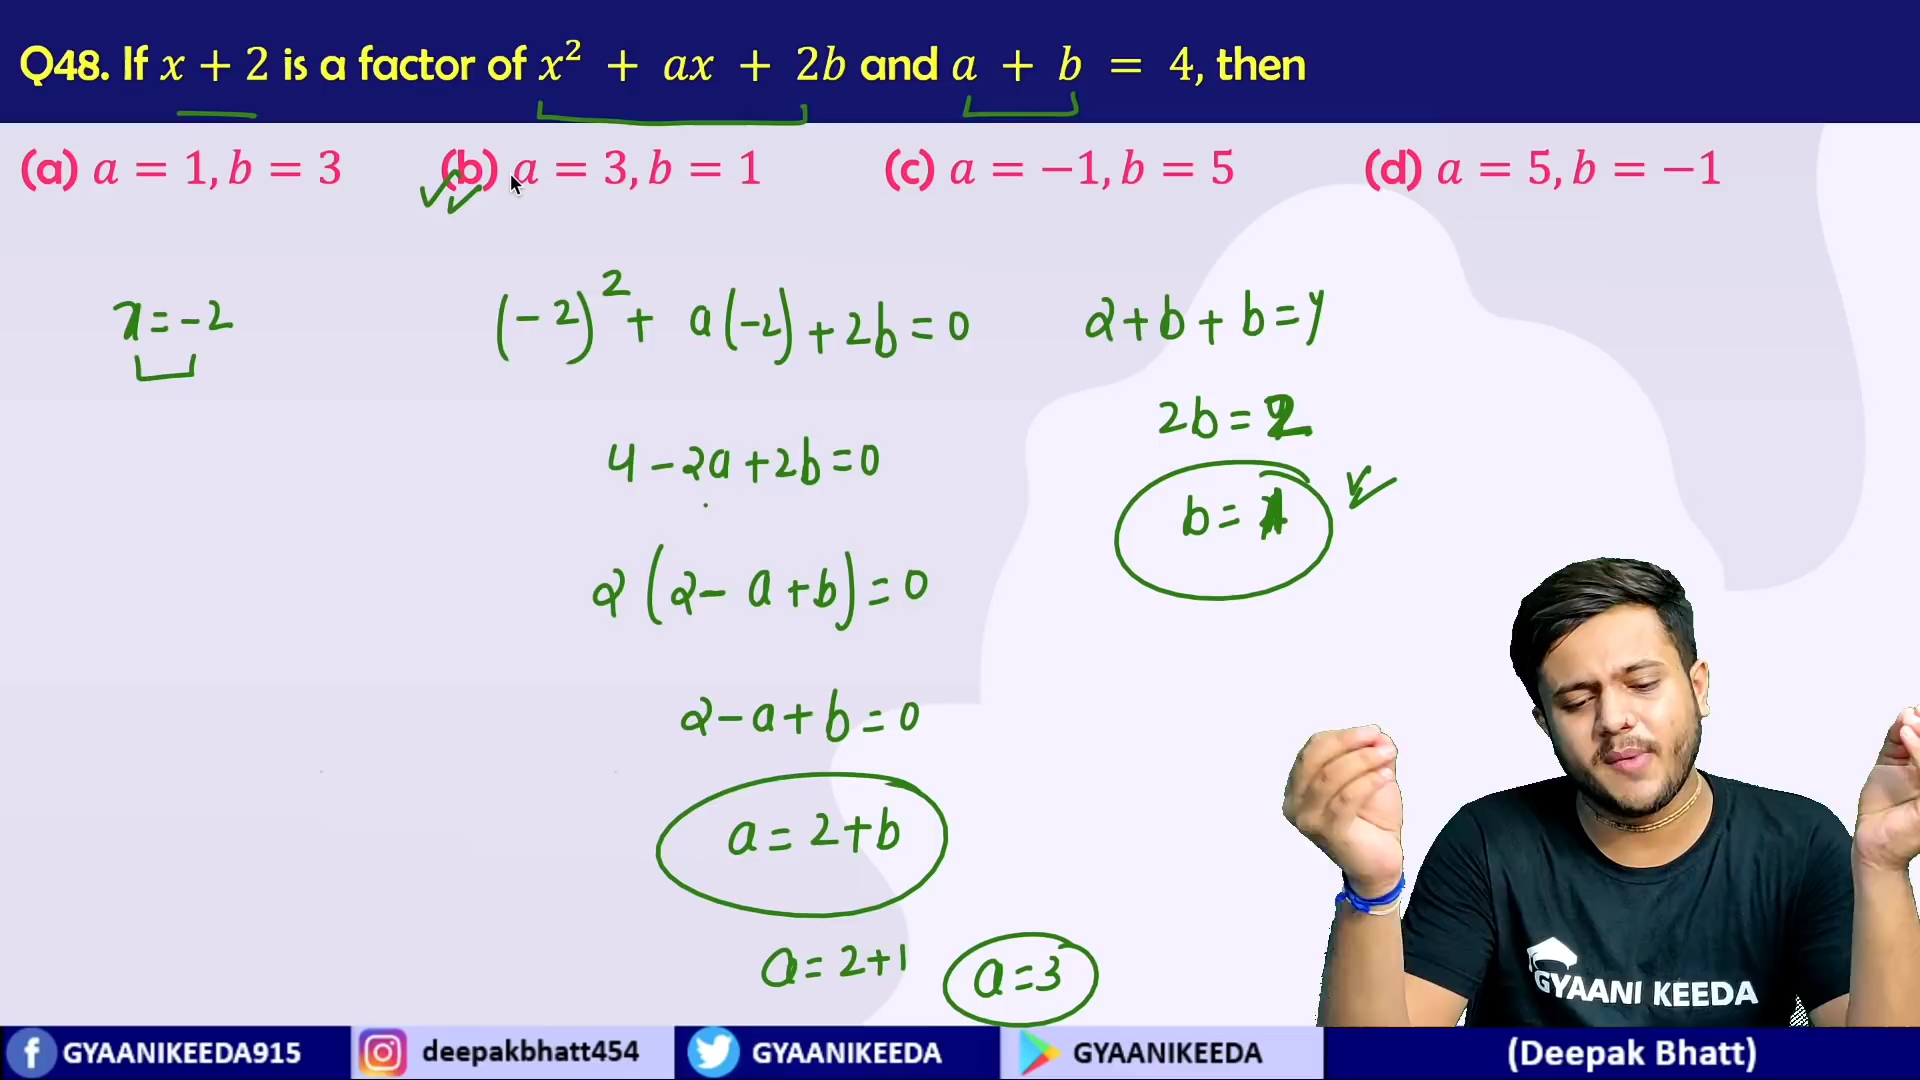 Q48. If x + 2 is a factor of x² + ax + 2b and a + b = 4, then
(a) a = 1, b = 3 (b) a = 3, b = 1 (c) a = −1, b = 5 (d) a = 5, b = −1
x = -2
(-2)² + a(-2) + 2b = 0
4 - 2a + 2b = 0
2(2 - a + b) = 0
2 - a + b = 0
a = 2 + b
a = 2 + 1
a = 3
2 + b + b = 4
2b = 2
b = 1
GYAANI KEEDA
GYAANIKEEDA915 deepakbhatt454 GYAANIKEEDA GYAANIKEEDA (Deepak Bhatt)